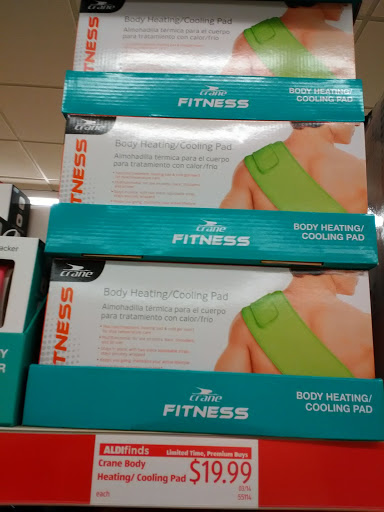 crane
Body Heating/Cooling Pad
Almohadilla térmica para el cuerpo
para tratamiento con calor/frío
FITNESS
crane
FITNESS
BODY HEATING/
COOLING PAD
crane
Body Heating/Cooling Pad
Almohadilla térmica para el cuerpo
para tratamiento con calor/frío
FITNESS
crane
FITNESS
BODY HEATING/
COOLING PAD
crane
Body Heating/Cooling Pad
Almohadilla térmica para el cuerpo
para tratamiento con calor/frío
TNESS
crane
FITNESS
BODY HEATING/
COOLING PAD
acker
Y
R
ALDIfinds Limited Time, Premium Buys
Crane Body
Heating/ Cooling Pad $19.99
each